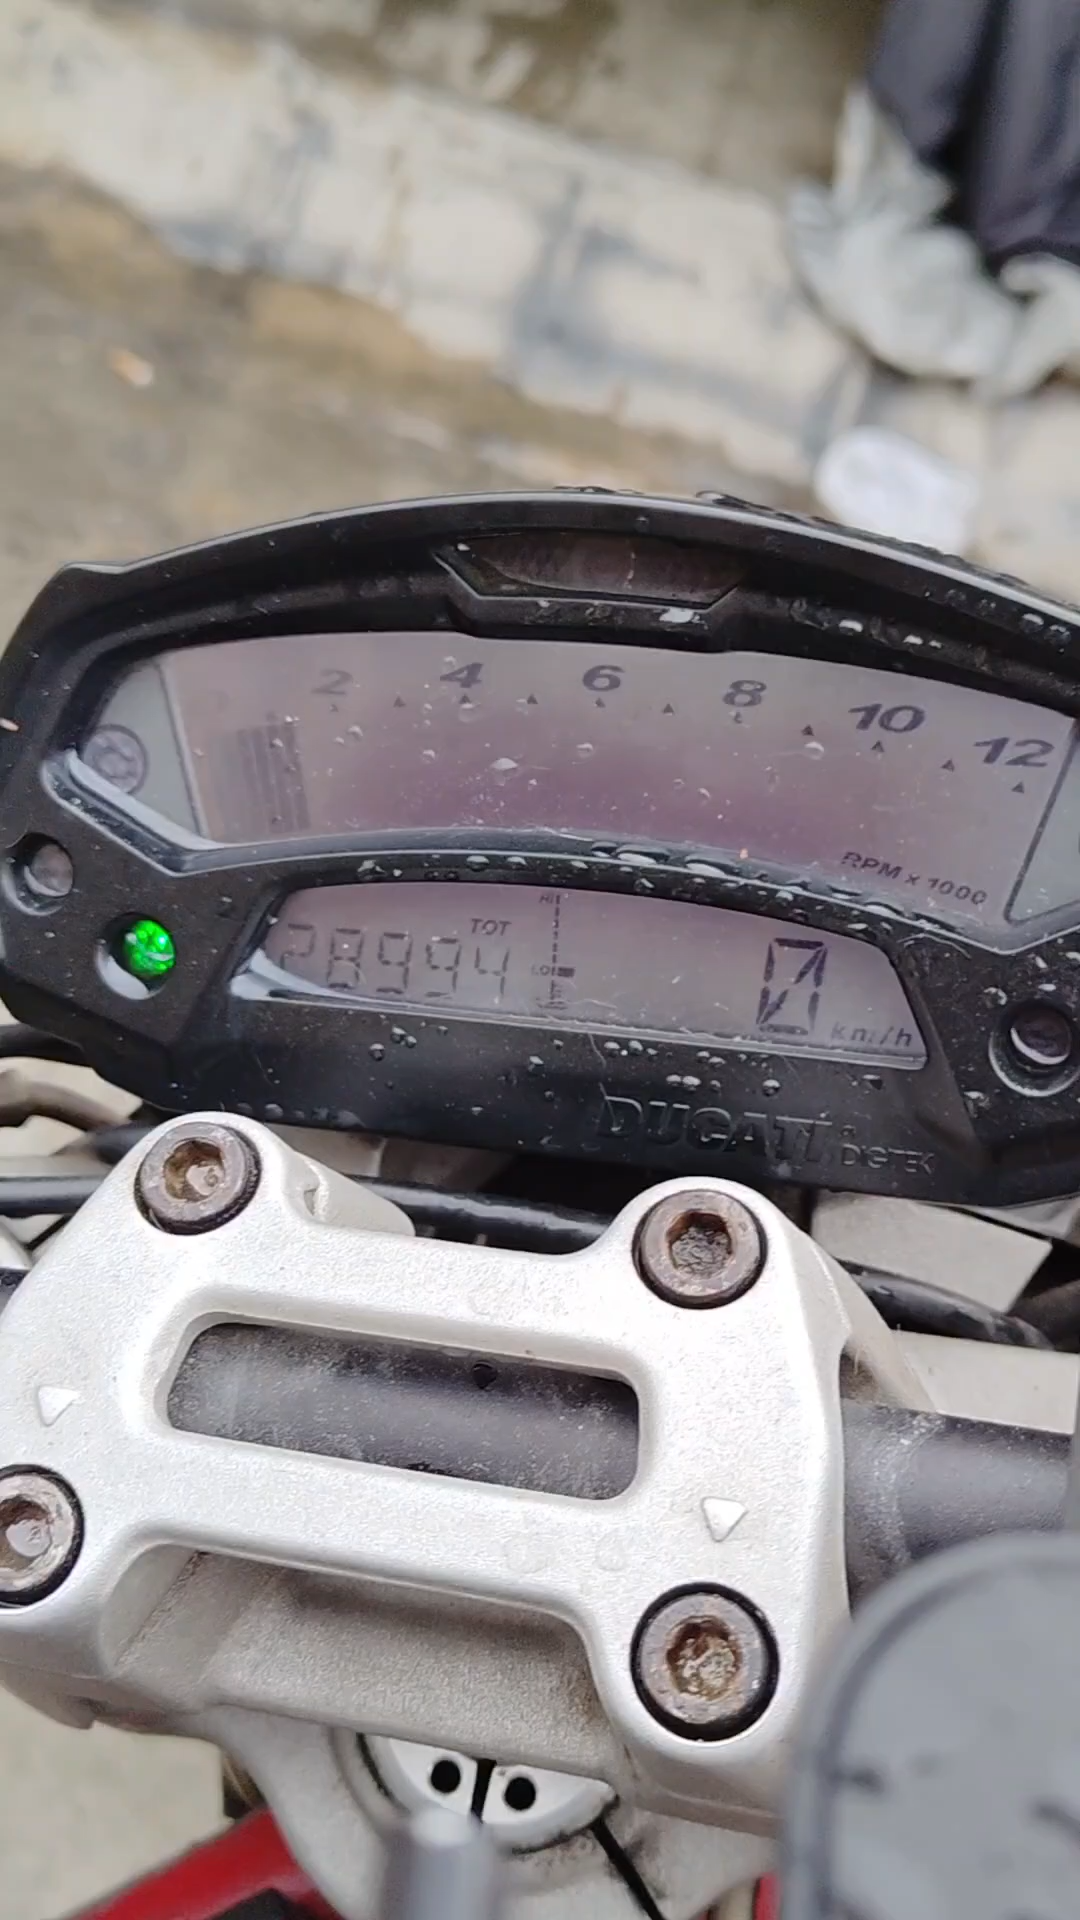 2 4 6 8 10 12
RPM x 1000
HI
TOT
28994
LO
0 km/h
DUCATI
DIGITEK